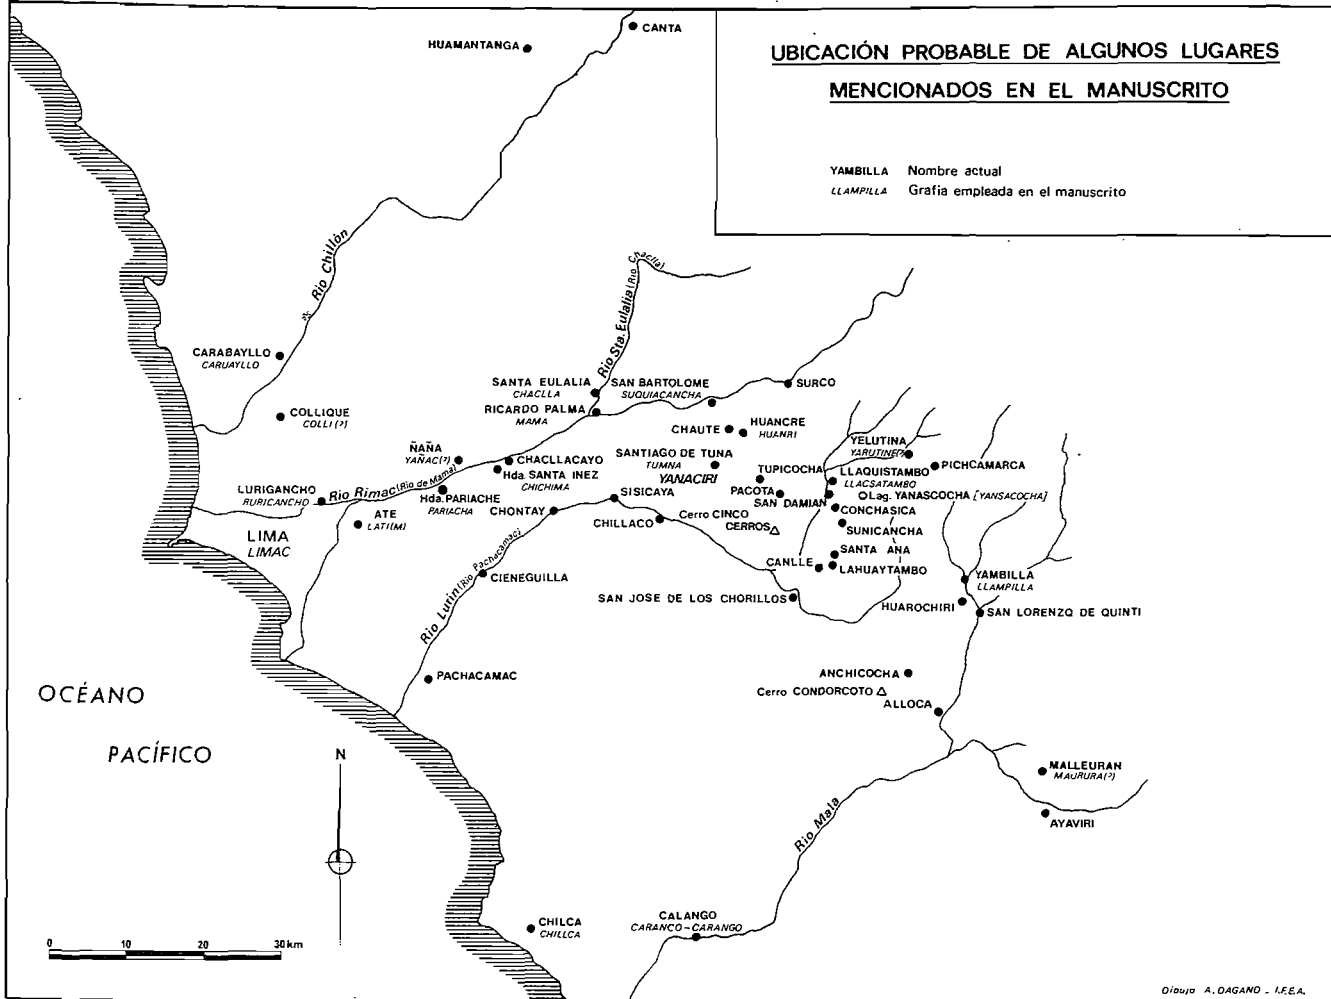 UBICACIÓN PROBABLE DE ALGUNOS LUGARES
MENCIONADOS EN EL MANUSCRITO
YAMBILLA Nombre actual
LLAMPILLA Grafía empleada en el manuscrito
CANTA
HUAMANTANGA
Rio Chillón
CARABAYLLO
CARUAYLLO
COLLIQUE
COLLI (?)
Rio Sta. Eulalia (Rio Chaclla)
SANTA EULALIA
CHACLLA
SAN BARTOLOME
SUQUIACANCHA
SURCO
RICARDO PALMA
MAMA
CHAUTE
HUANCRE
HUANRI
ÑAÑA
YAÑAC(?)
CHACLLACAYO
Hda. SANTA INEZ
CHICHIMA
SANTIAGO DE TUNA
TUMNA
YANACIRI
YELUTINA
YARUTINE(?)
PICHCAMARCA
TUPICOCHA
LLAQUISTAMBO
LLACSATAMBO
LURIGANCHO
RURICANCHO
Rio Rimac (Rio de Mama)
Hda. PARIACHE
PARIACHA
SISICAYA
PACOTA
SAN DAMIAN
Lag. YANASCOCHA [YANSACOCHA]
CONCHASICA
ATE
LATI(M)
CHONTAY
CHILLACO
Cerro CINCO
CERROS
SUNICANCHA
LIMA
LIMAC
SANTA ANA
CANLLE
LAHUAYTAMBO
CIENEGUILLA
Rio Lurin (Rio Pachacamac)
YAMBILLA
LLAMPILLA
SAN JOSE DE LOS CHORILLOS
HUAROCHIRI
SAN LORENZO DE QUINTI
PACHACAMAC
ANCHICOCHA
Cerro CONDORCOTO
ALLOCA
OCÉANO
PACÍFICO
N
MALLEURAN
MAURURA(?)
AYAVIRI
Rio Mala
CHILCA
CHILLCA
CALANGO
CARANCO-CARANGO
0 10 20 30 km
Dibujo A. DAGAND - I.F.E.A.